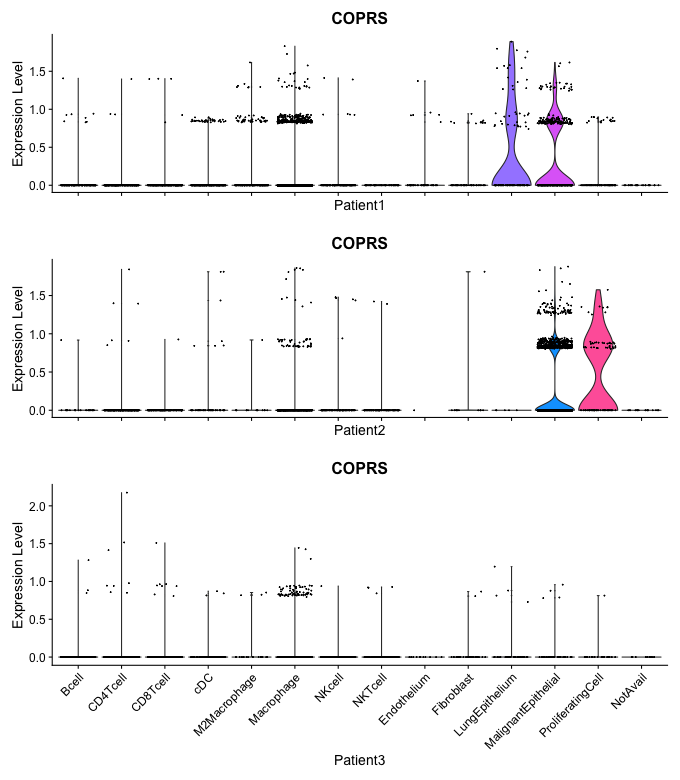 COPRS
Expression Level
1.5
1.0
0.5
0.0
Patient1
COPRS
Expression Level
1.5
1.0
0.5
0.0
Patient2
COPRS
Expression Level
2.0
1.5
1.0
0.5
0.0
Bcell
CD4Tcell
CD8Tcell
cDC
M2Macrophage
Macrophage
NKcell
NKTcell
Endothelium
Fibroblast
LungEpithelium
MalignantEpithelial
ProliferatingCell
NotAvail
Patient3